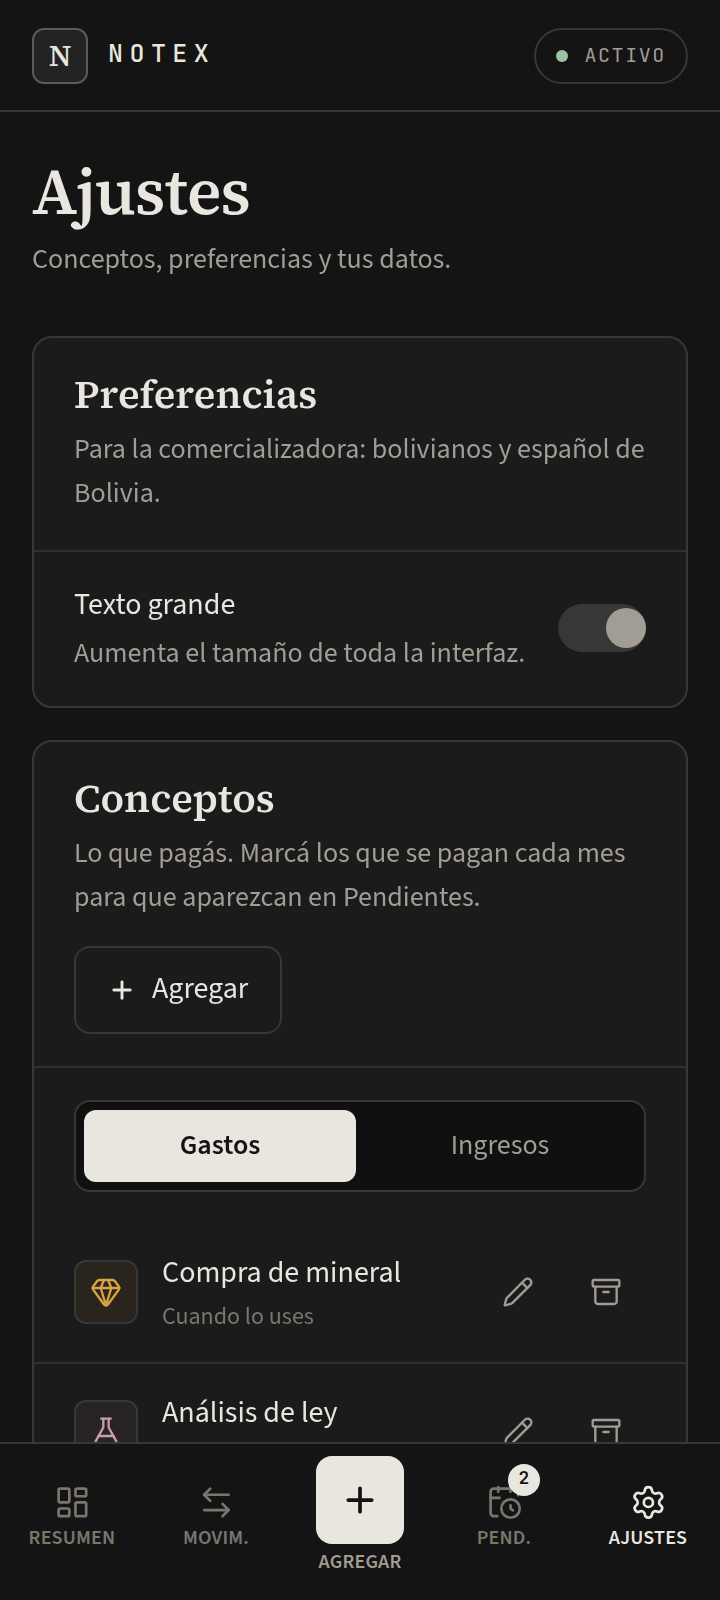 N NOTEX ACTIVO
Ajustes
Conceptos, preferencias y tus datos.
Preferencias
Para la comercializadora: bolivianos y español de
Bolivia.
Texto grande
Aumenta el tamaño de toda la interfaz.
Conceptos
Lo que pagás. Marcá los que se pagan cada mes
para que aparezcan en Pendientes.
+ Agregar
Gastos Ingresos
Compra de mineral
Cuando lo uses
Análisis de ley
2
RESUMEN MOVIM. AGREGAR PEND. AJUSTES